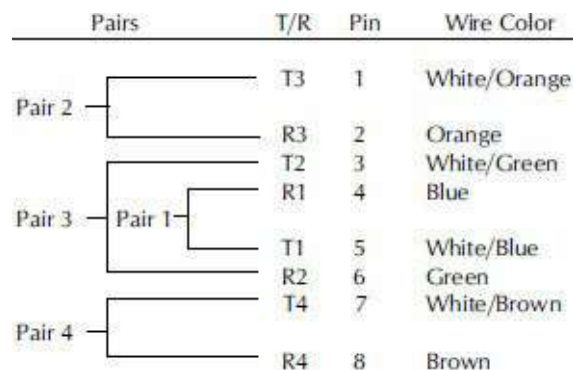 Pairs T/R Pin Wire Color
T3 1 White/Orange
Pair 2
R3 2 Orange
T2 3 White/Green
R1 4 Blue
Pair 3 Pair 1
T1 5 White/Blue
R2 6 Green
T4 7 White/Brown
Pair 4
R4 8 Brown